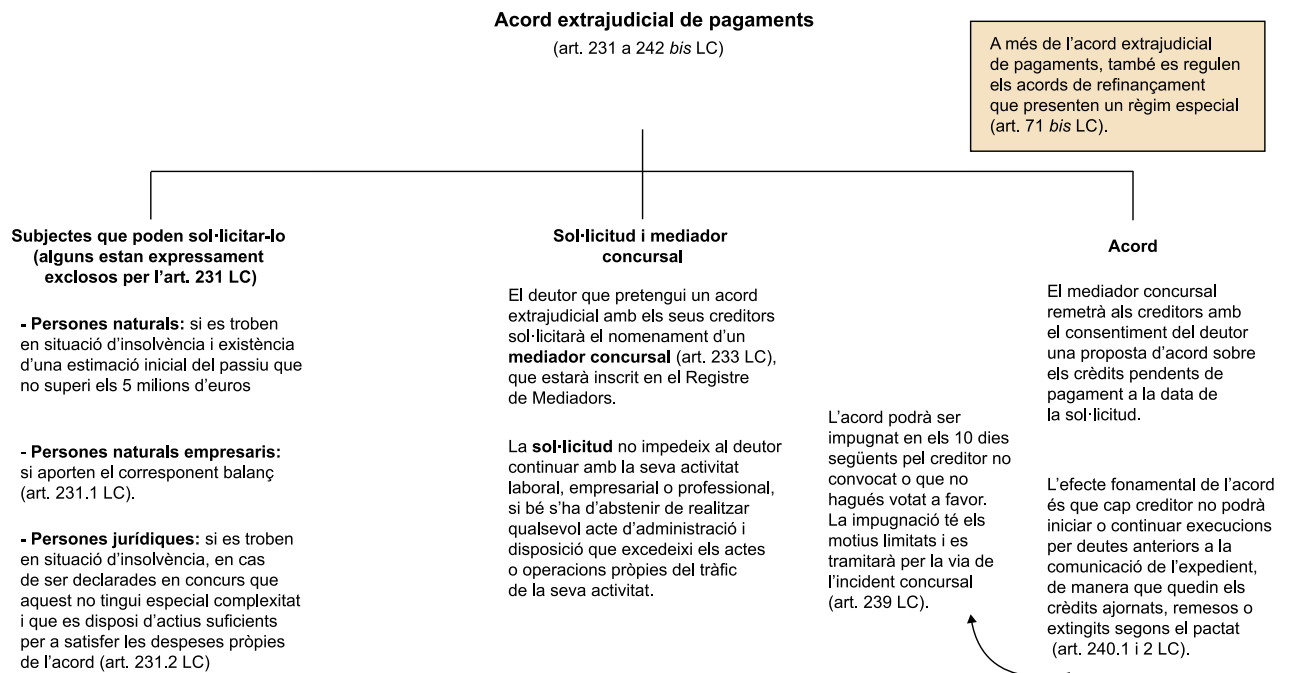 Acord extrajudicial de pagaments
(art. 231 a 242 bis LC)
A més de l'acord extrajudicial
de pagaments, també es regulen
els acords de refinançament
que presenten un règim especial
(art. 71 bis LC).
Subjectes que poden sol·licitar-lo
(alguns estan expressament
exclosos per l'art. 231 LC)
- Persones naturals: si es troben
en situació d'insolvència i existència
d'una estimació inicial del passiu que
no superi els 5 milions d'euros
- Persones naturals empresaris:
si aporten el corresponent balanç
(art. 231.1 LC).
- Persones jurídiques: si es troben
en situació d'insolvència, en cas
de ser declarades en concurs que
aquest no tingui especial complexitat
i que es disposi d'actius suficients
per a satisfer les despeses pròpies
de l'acord (art. 231.2 LC)
Sol·licitud i mediador
concursal
El deutor que pretengui un acord
extrajudicial amb els seus creditors
sol·licitarà el nomenament d'un
mediador concursal (art. 233 LC),
que estarà inscrit en el Registre
de Mediadors.
La sol·licitud no impedeix al deutor
continuar amb la seva activitat
laboral, empresarial o professional,
si bé s'ha d'abstenir de realitzar
qualsevol acte d'administració i
disposició que excedeixi els actes
o operacions pròpies del tràfic
de la seva activitat.
L'acord podrà ser
impugnat en els 10 dies
següents pel creditor no
convocat o que no
hagués votat a favor.
La impugnació té els
motius limitats i es
tramitarà per la via de
l'incident concursal
(art. 239 LC).
Acord
El mediador concursal
remetrà als creditors amb
el consentiment del deutor
una proposta d'acord sobre
els crèdits pendents de
pagament a la data de
la sol·licitud.
L'efecte fonamental de l'acord
és que cap creditor no podrà
iniciar o continuar execucions
per deutes anteriors a la
comunicació de l'expedient,
de manera que quedin els
crèdits ajornats, remesos o
extingits segons el pactat
(art. 240.1 i 2 LC).